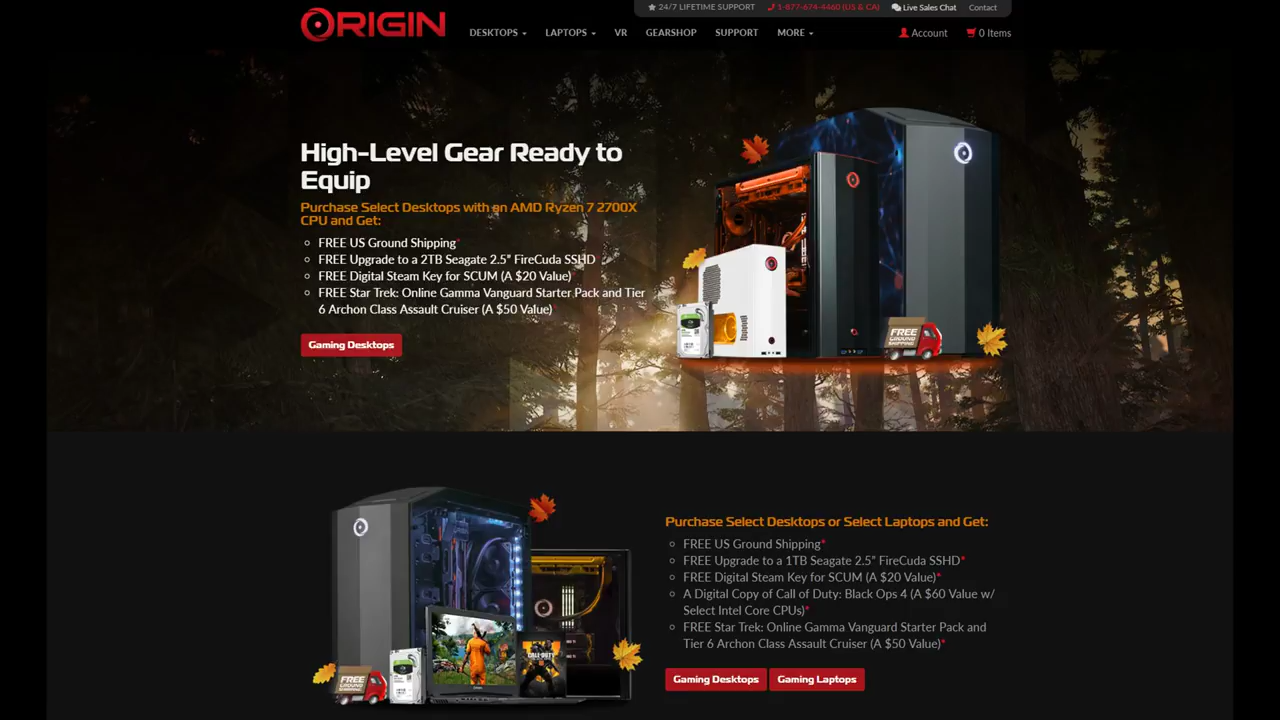 ORIGIN
24/7 LIFETIME SUPPORT
1-877-674-4460 (US & CA)
Live Sales Chat
Contact
DESKTOPS
LAPTOPS
VR
GEARSHOP
SUPPORT
MORE
Account
0 Items
High-Level Gear Ready to
Equip
Purchase Select Desktops with an AMD Ryzen 7 2700X
CPU and Get:
FREE US Ground Shipping*
FREE Upgrade to a 2TB Seagate 2.5” FireCuda SSHD*
FREE Digital Steam Key for SCUM (A $20 Value)*
FREE Star Trek: Online Gamma Vanguard Starter Pack and Tier
6 Archon Class Assault Cruiser (A $50 Value)*
Gaming Desktops
FREE
GROUND
SHIPPING
Purchase Select Desktops or Select Laptops and Get:
FREE US Ground Shipping*
FREE Upgrade to a 1TB Seagate 2.5” FireCuda SSHD*
FREE Digital Steam Key for SCUM (A $20 Value)*
A Digital Copy of Call of Duty: Black Ops 4 (A $60 Value w/
Select Intel Core CPUs)*
FREE Star Trek: Online Gamma Vanguard Starter Pack and
Tier 6 Archon Class Assault Cruiser (A $50 Value)*
Gaming Desktops
Gaming Laptops
FREE
GROUND
SHIPPING
CALL OF DUTY